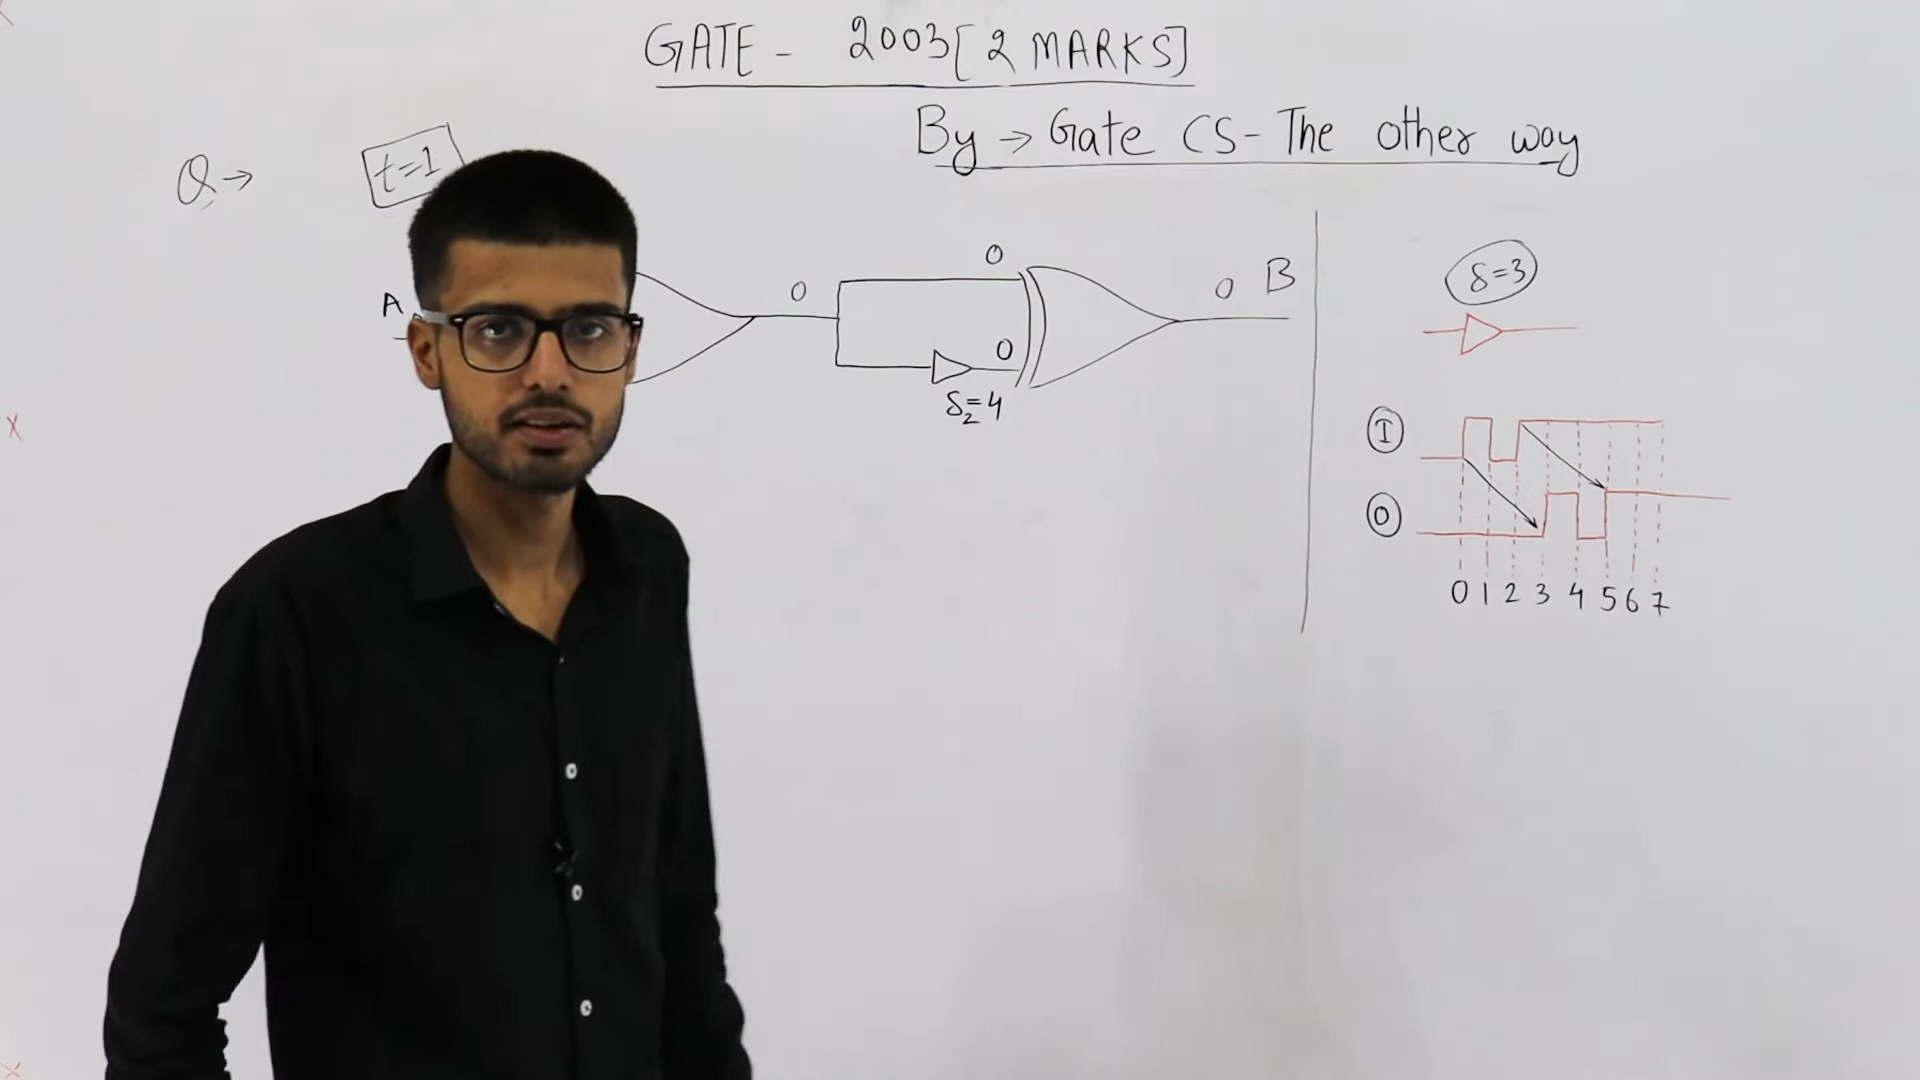 GATE - 2003 [2 MARKS]
By → Gate CS - The other way
Q →
t=1
A
0
0
0
δ₂=4
0 B
δ=3
I
O
0 1 2 3 4 5 6 7
x
x